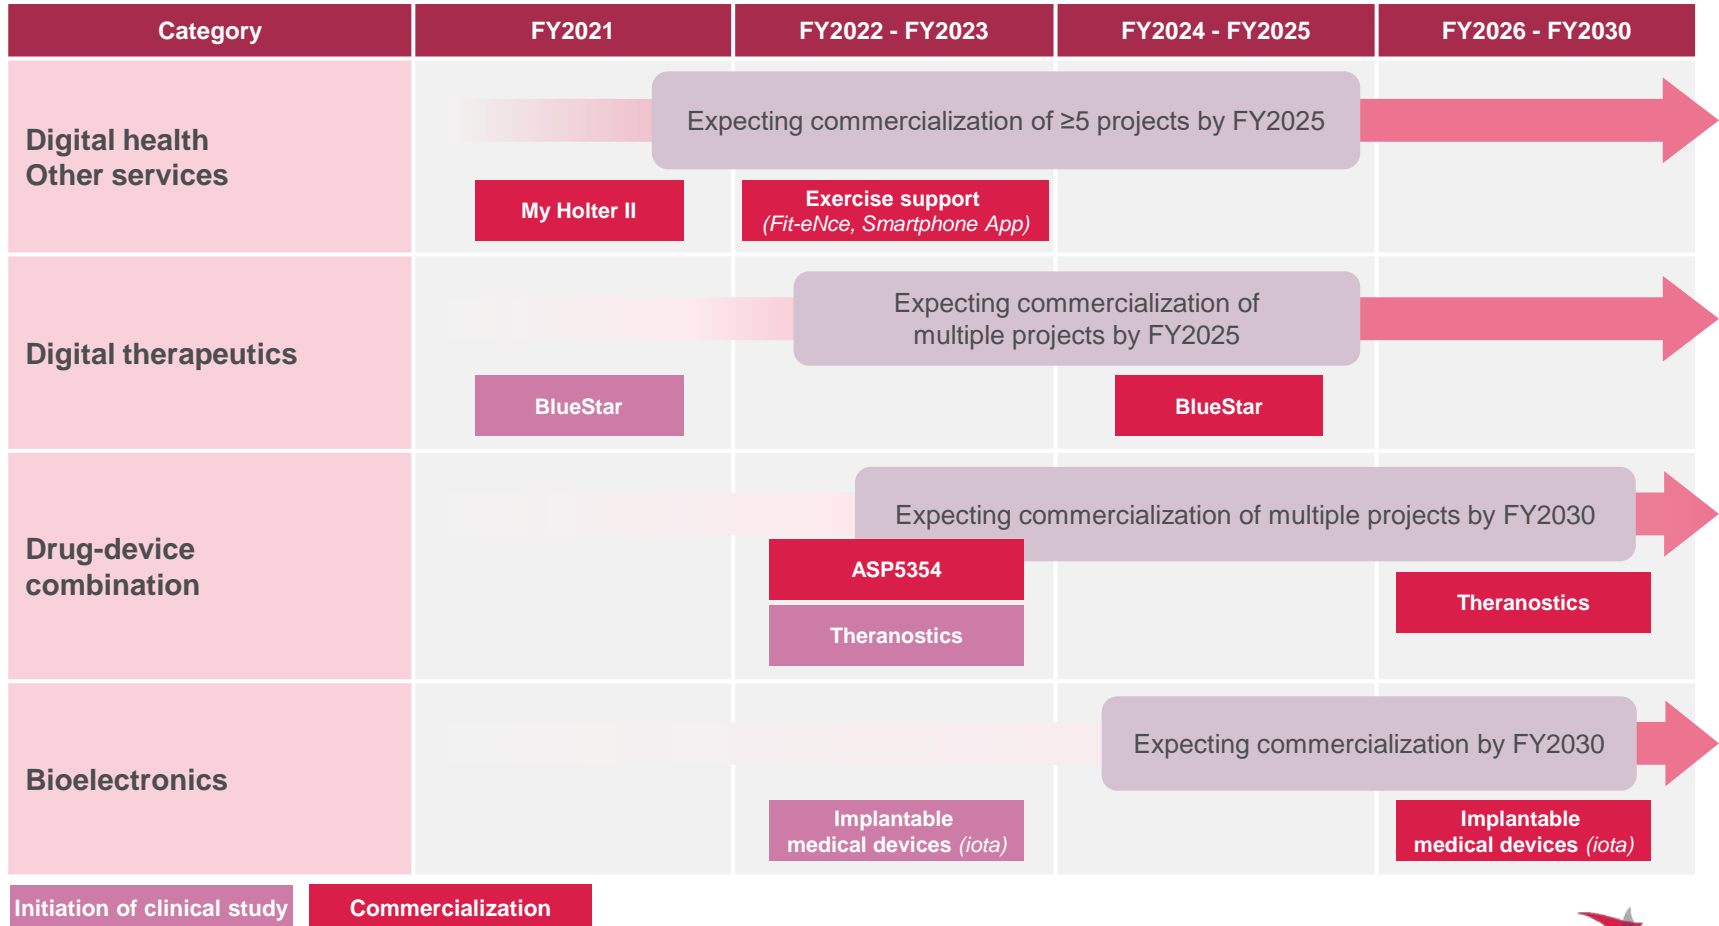 Category
FY2021
FY2022 - FY2023
FY2024 - FY2025
FY2026 - FY2030
Digital health
Other services
Expecting commercialization of ≥5 projects by FY2025
My Holter II
Exercise support
(Fit-eNce, Smartphone App)
Digital therapeutics
Expecting commercialization of
multiple projects by FY2025
BlueStar
BlueStar
Drug-device
combination
Expecting commercialization of multiple projects by FY2030
ASP5354
Theranostics
Theranostics
Bioelectronics
Expecting commercialization by FY2030
Implantable
medical devices (iota)
Implantable
medical devices (iota)
Initiation of clinical study
Commercialization